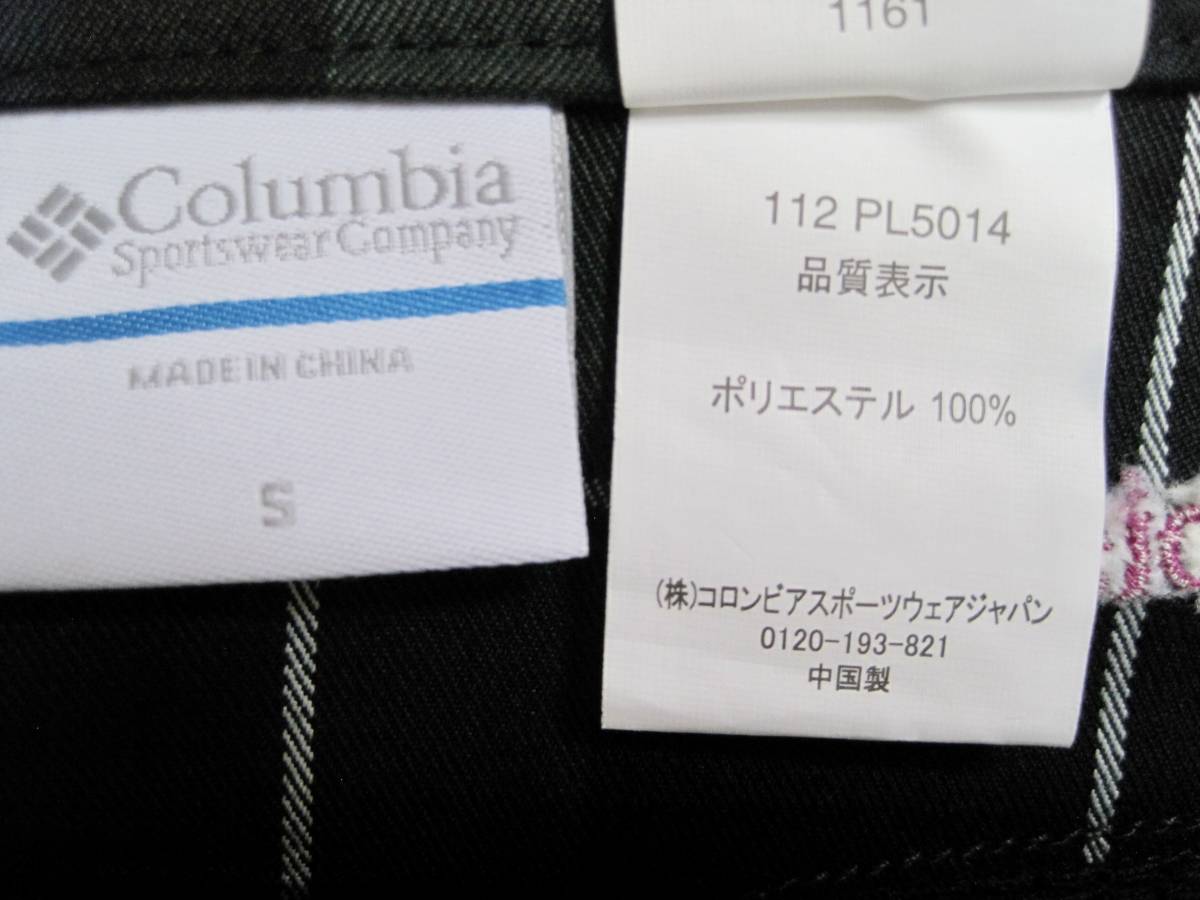 Columbia
Sportswear Company
MADE IN CHINA
S
1161
112 PL5014
品質表示
ポリエステル 100%
(株)コロンビアスポーツウェアジャパン
0120-193-821
中国製